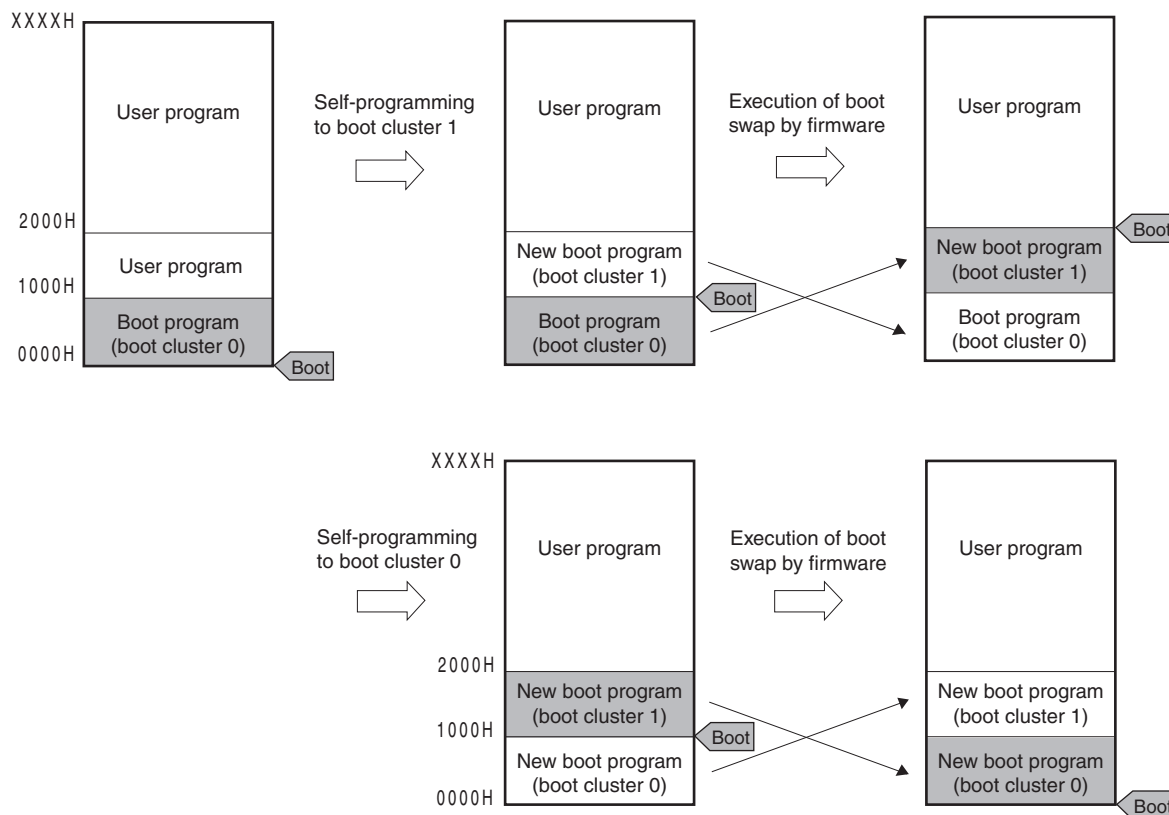 XXXXH
User program
2000H
User program
1000H
Boot program
(boot cluster 0)
0000H
Boot
Self-programming
to boot cluster 1
User program
New boot program
(boot cluster 1)
Boot
Boot program
(boot cluster 0)
Execution of boot
swap by firmware
User program
Boot
New boot program
(boot cluster 1)
Boot program
(boot cluster 0)
Self-programming
to boot cluster 0
XXXXH
User program
2000H
New boot program
(boot cluster 1)
1000H
Boot
New boot program
(boot cluster 0)
0000H
Execution of boot
swap by firmware
User program
New boot program
(boot cluster 1)
New boot program
(boot cluster 0)
Boot